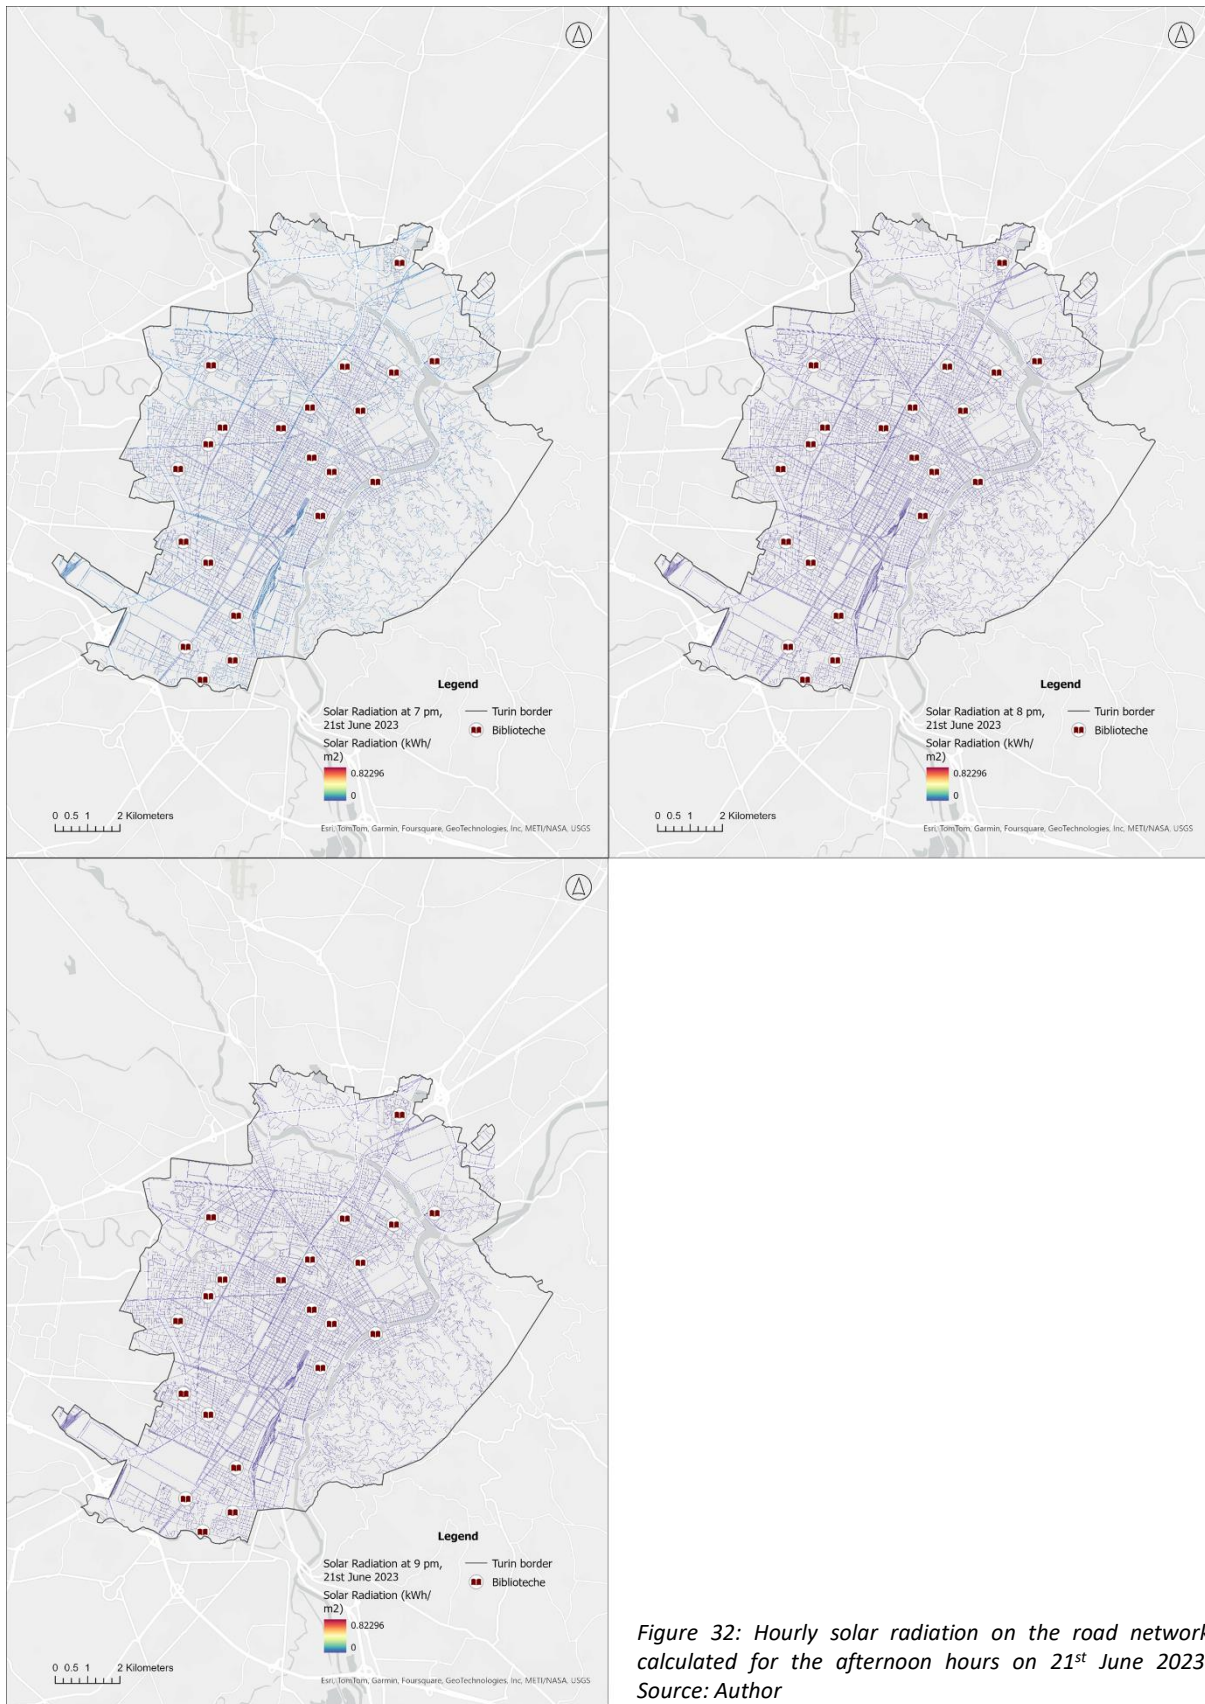 Legend
Solar Radiation at 7 pm,
21st June 2023
Solar Radiation (kWh/
m2)
0.82296
0
Turin border
Biblioteche
0 0.5 1 2 Kilometers
Esri, TomTom, Garmin, Foursquare, GeoTechnologies, Inc, METI/NASA, USGS
Legend
Solar Radiation at 8 pm,
21st June 2023
Solar Radiation (kWh/
m2)
0.82296
0
Turin border
Biblioteche
0 0.5 1 2 Kilometers
Esri, TomTom, Garmin, Foursquare, GeoTechnologies, Inc, METI/NASA, USGS
Legend
Solar Radiation at 9 pm,
21st June 2023
Solar Radiation (kWh/
m2)
0.82296
0
Turin border
Biblioteche
0 0.5 1 2 Kilometers
Esri, TomTom, Garmin, Foursquare, GeoTechnologies, Inc, METI/NASA, USGS
Figure 32: Hourly solar radiation on the road network
calculated for the afternoon hours on 21st June 2023
Source: Author